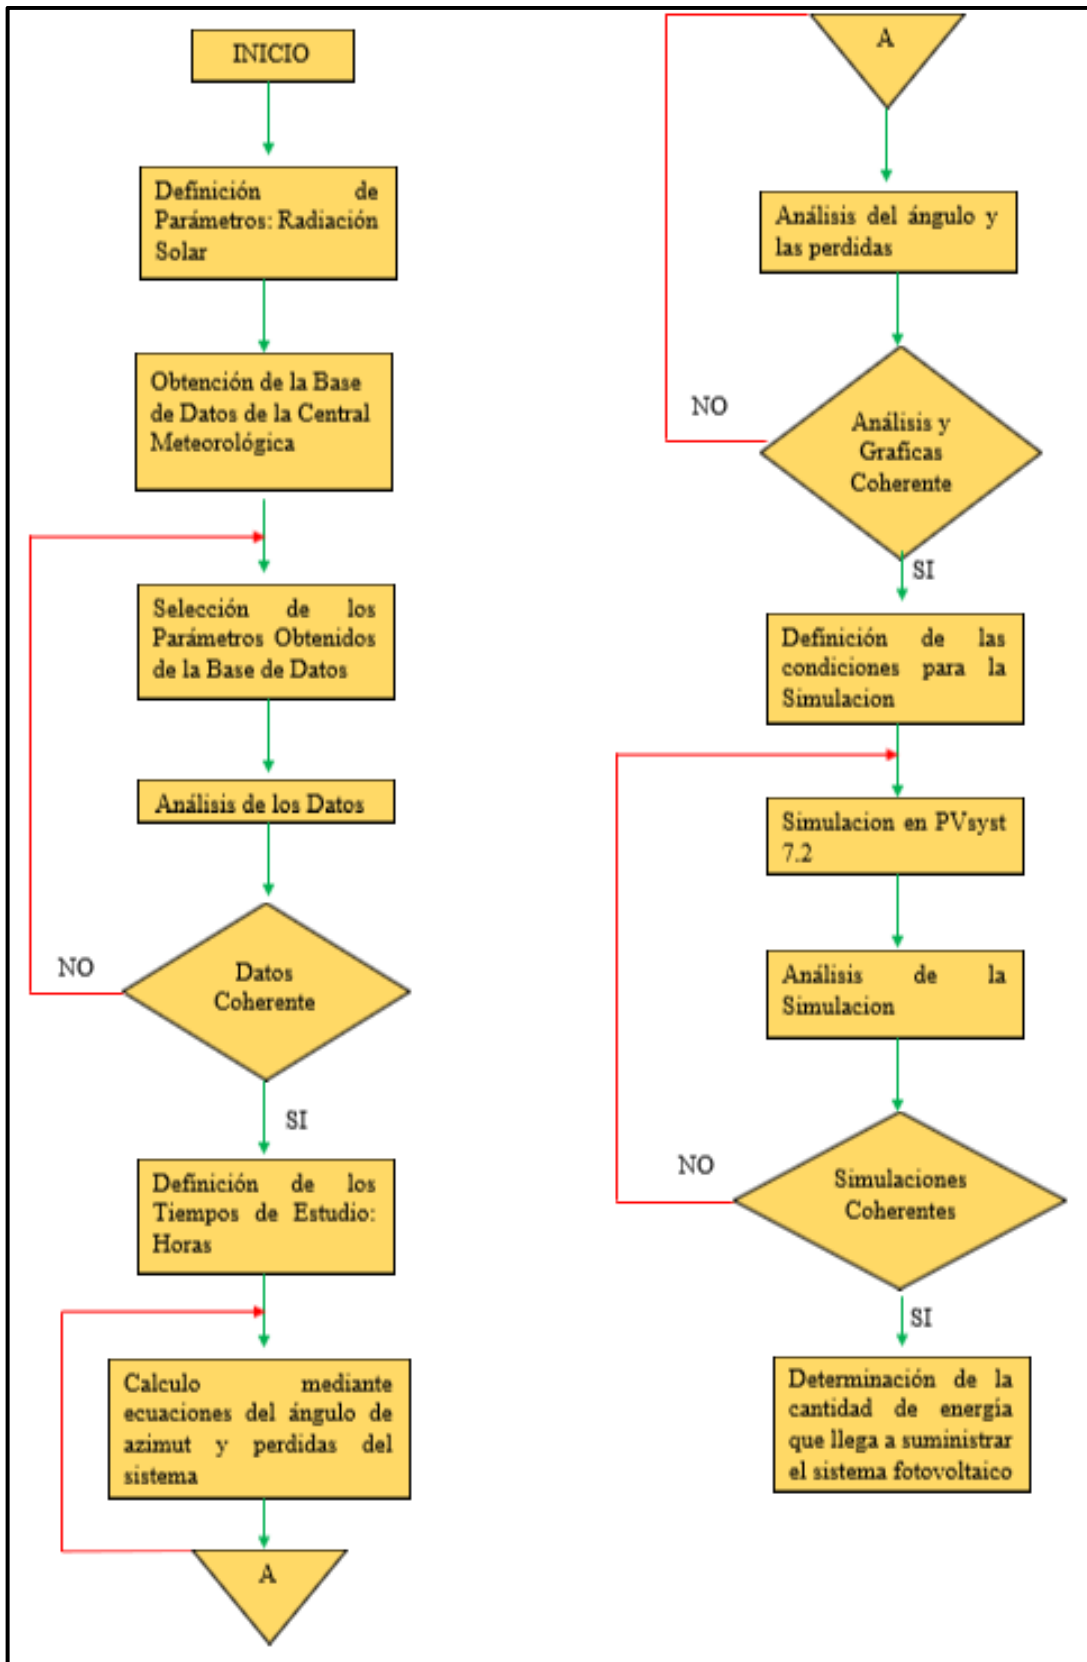 INICIO
Definición de
Parámetros: Radiación
Solar
Obtención de la Base
de Datos de la Central
Meteorológica
Selección de los
Parámetros Obtenidos
de la Base de Datos
Análisis de los Datos
NO
Datos
Coherente
SI
Definición de los
Tiempos de Estudio:
Horas
Calculo mediante
ecuaciones del ángulo de
azimut y perdidas del
sistema
A
A
Análisis del ángulo y
las perdidas
NO
Análisis y
Graficas
Coherente
SI
Definición de las
condiciones para la
Simulacion
Simulacion en PVsyst
7.2
Análisis de la
Simulacion
NO
Simulaciones
Coherentes
SI
Determinación de la
cantidad de energía
que llega a suministrar
el sistema fotovoltaico